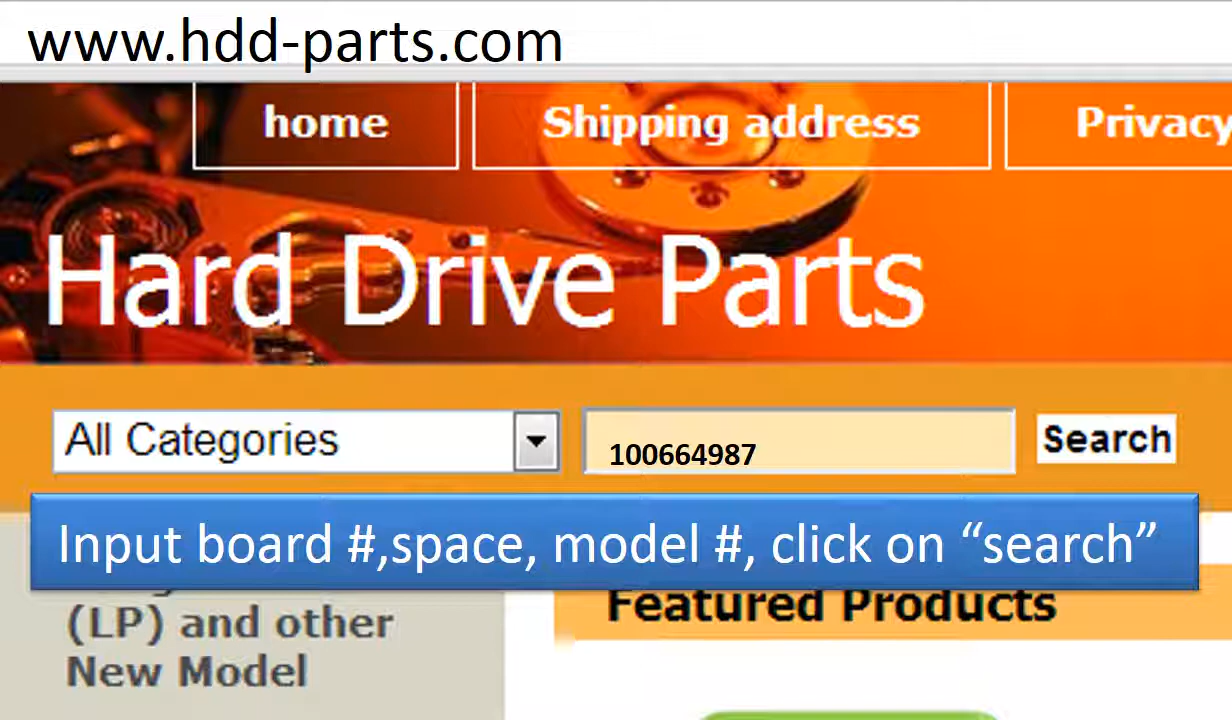 www.hdd-parts.com
home
Shipping address
Privacy
Hard Drive Parts
All Categories
100664987
Search
Input board #,space, model #, click on “search”
(LP) and other
New Model
Featured Products